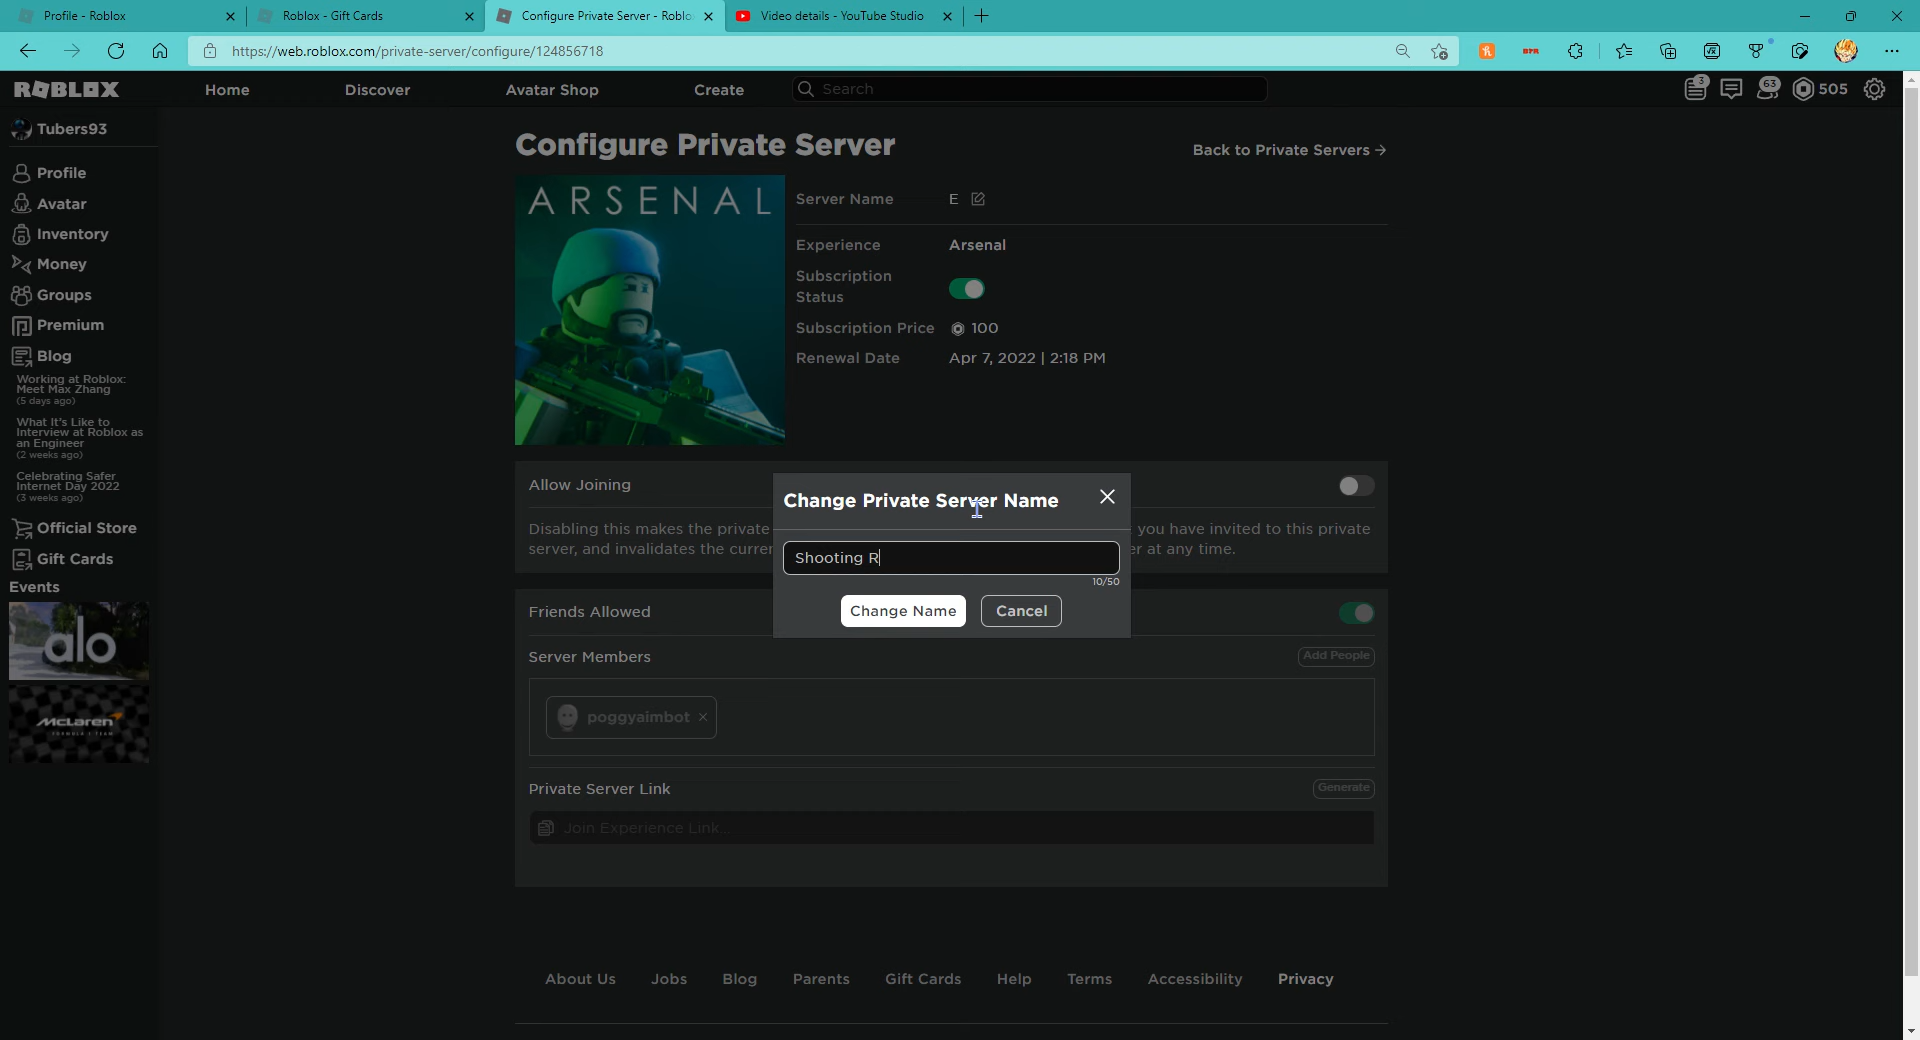 Profile - Roblox
Roblox - Gift Cards
Configure Private Server - Roblo
Video details - YouTube Studio
https://web.roblox.com/private-server/configure/124856718
ROBLOX
Home
Discover
Avatar Shop
Create
Search
3
63
505
Tubers93
Profile
Avatar
Inventory
Money
Groups
Premium
Blog
Working at Roblox:
Meet Max Zhang
(5 days ago)
What It's Like to
Interview at Roblox as
an Engineer
(2 weeks ago)
Celebrating Safer
Internet Day 2022
(3 weeks ago)
Official Store
Gift Cards
Events
alo
McLaren
FORMULA 1 TEAM
Configure Private Server
Back to Private Servers →
ARSENAL
Server Name E
Experience Arsenal
Subscription
Status
Subscription Price 100
Renewal Date Apr 7, 2022 | 2:18 PM
Allow Joining
Disabling this makes the private you have invited to this private
server, and invalidates the curre er at any time.
Change Private Server Name
Shooting R
10/50
Change Name
Cancel
Friends Allowed
Server Members
Add People
poggyaimbot
Private Server Link
Generate
Join Experience Link...
About Us
Jobs
Blog
Parents
Gift Cards
Help
Terms
Accessibility
Privacy